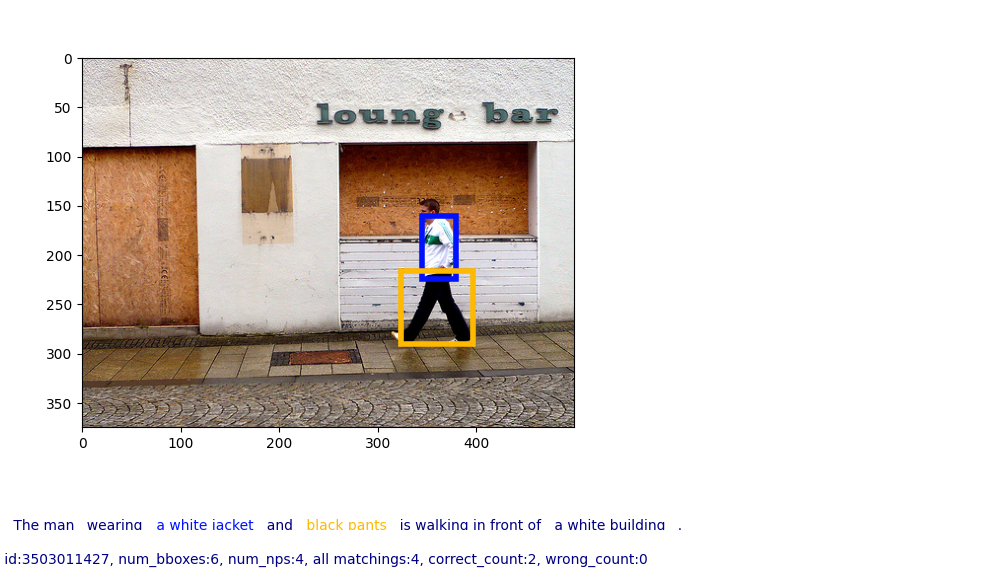 0
50
lounge bar
100
150
200
250
300
350
0 100 200 300 400
The man wearing a white jacket and black pants is walking in front of a white building .
id:3503011427, num_bboxes:6, num_nps:4, all matchings:4, correct_count:2, wrong_count:0